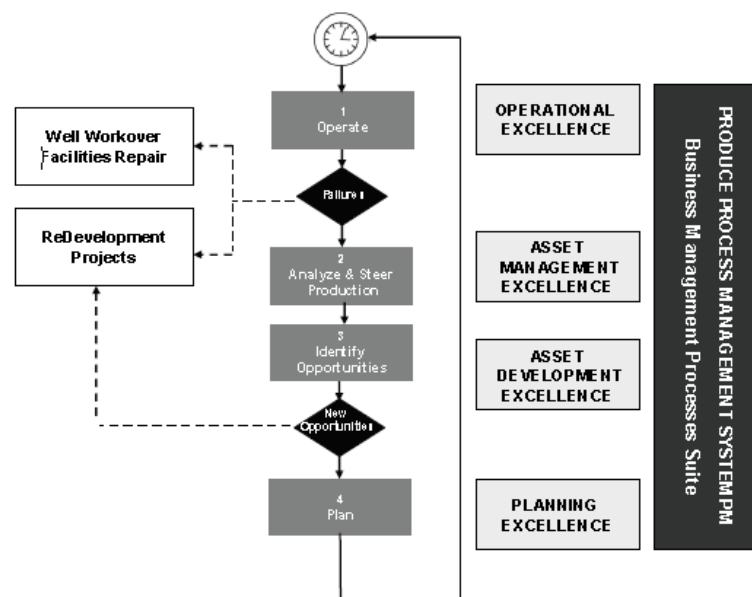 1
Operate
Well Workover
Facilities Repair
Failures
ReDevelopment
Projects
2
Analyze & Steer
Production
3
Identify
Opportunities
New
Opportunities
4
Plan
OPERATIONAL
EXCELLENCE
ASSET
MANAGEMENT
EXCELLENCE
ASSET
DEVELOPMENT
EXCELLENCE
PLANNING
EXCELLENCE
PRODUCE PROCESS MANAGEMENT SYSTEMPM
Business Management Processes Suite